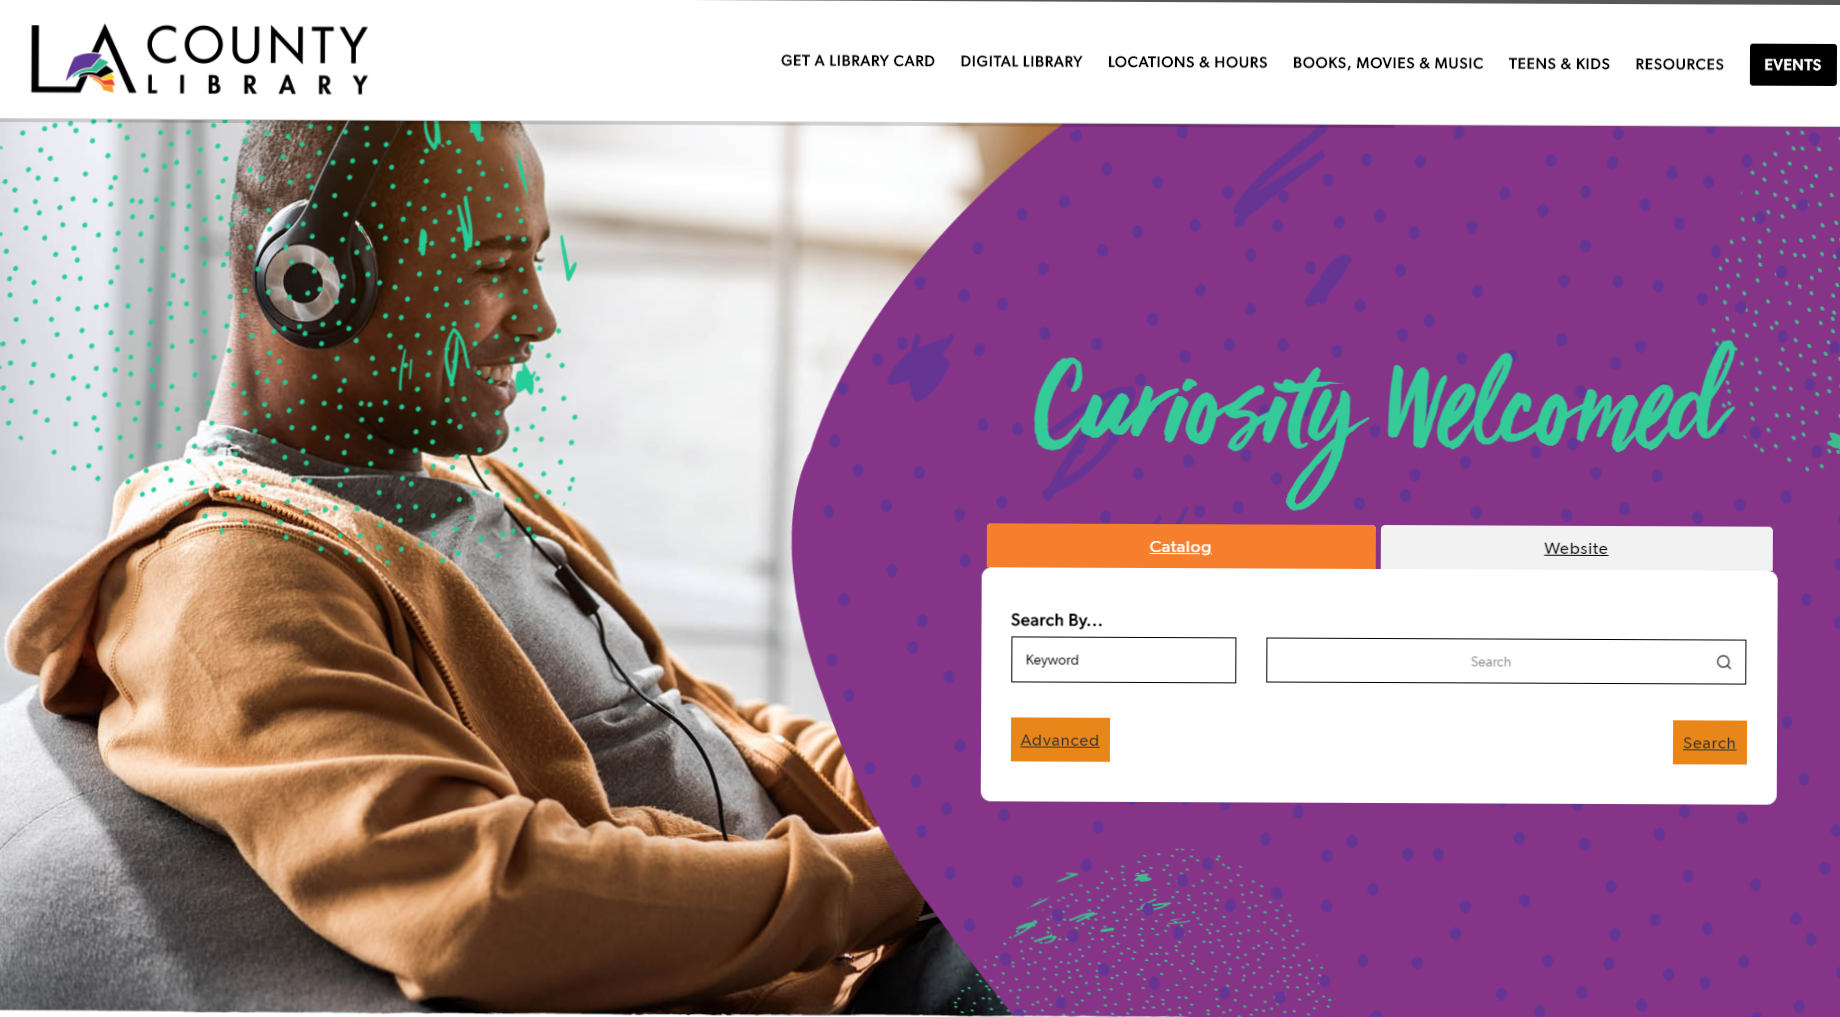 LA COUNTY
LIBRARY
GET A LIBRARY CARD
DIGITAL LIBRARY
LOCATIONS & HOURS
BOOKS, MOVIES & MUSIC
TEENS & KIDS
RESOURCES
EVENTS
Curiosity Welcomed
Catalog
Website
Search By...
Keyword
Search
Advanced
Search